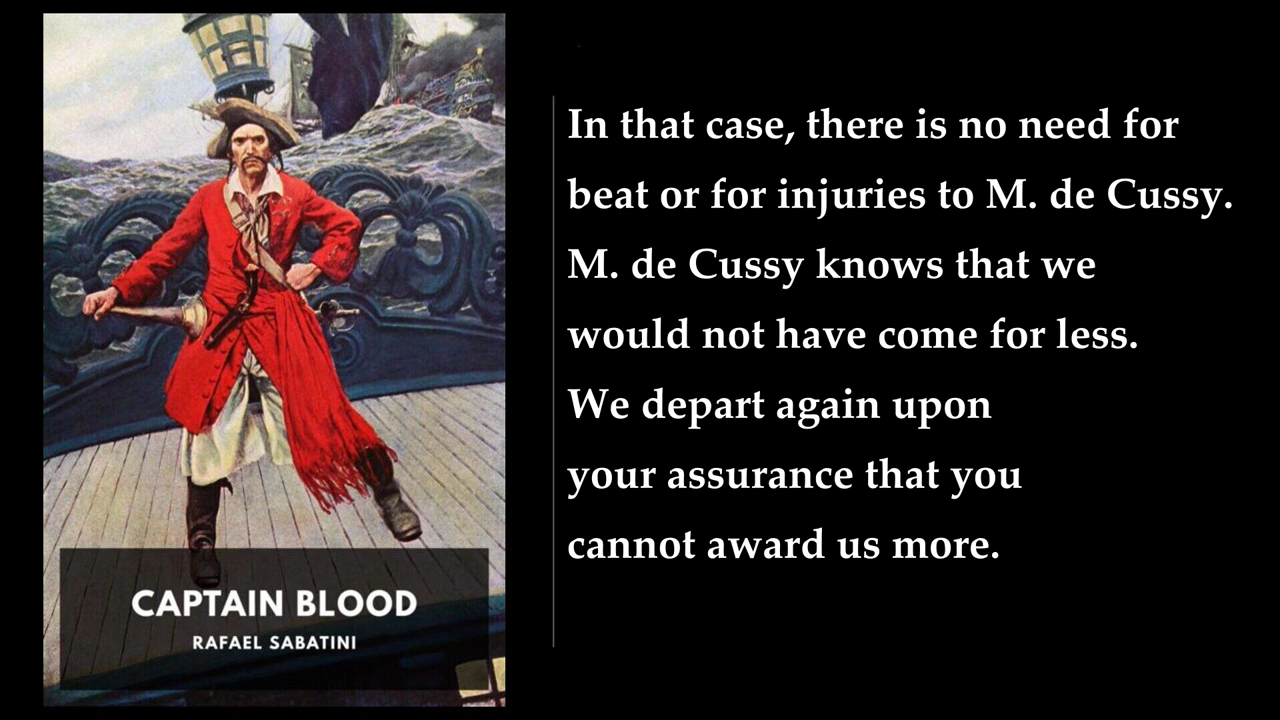 CAPTAIN BLOOD
RAFAEL SABATINI
In that case, there is no need for
beat or for injuries to M. de Cussy.
M. de Cussy knows that we
would not have come for less.
We depart again upon
your assurance that you
cannot award us more.